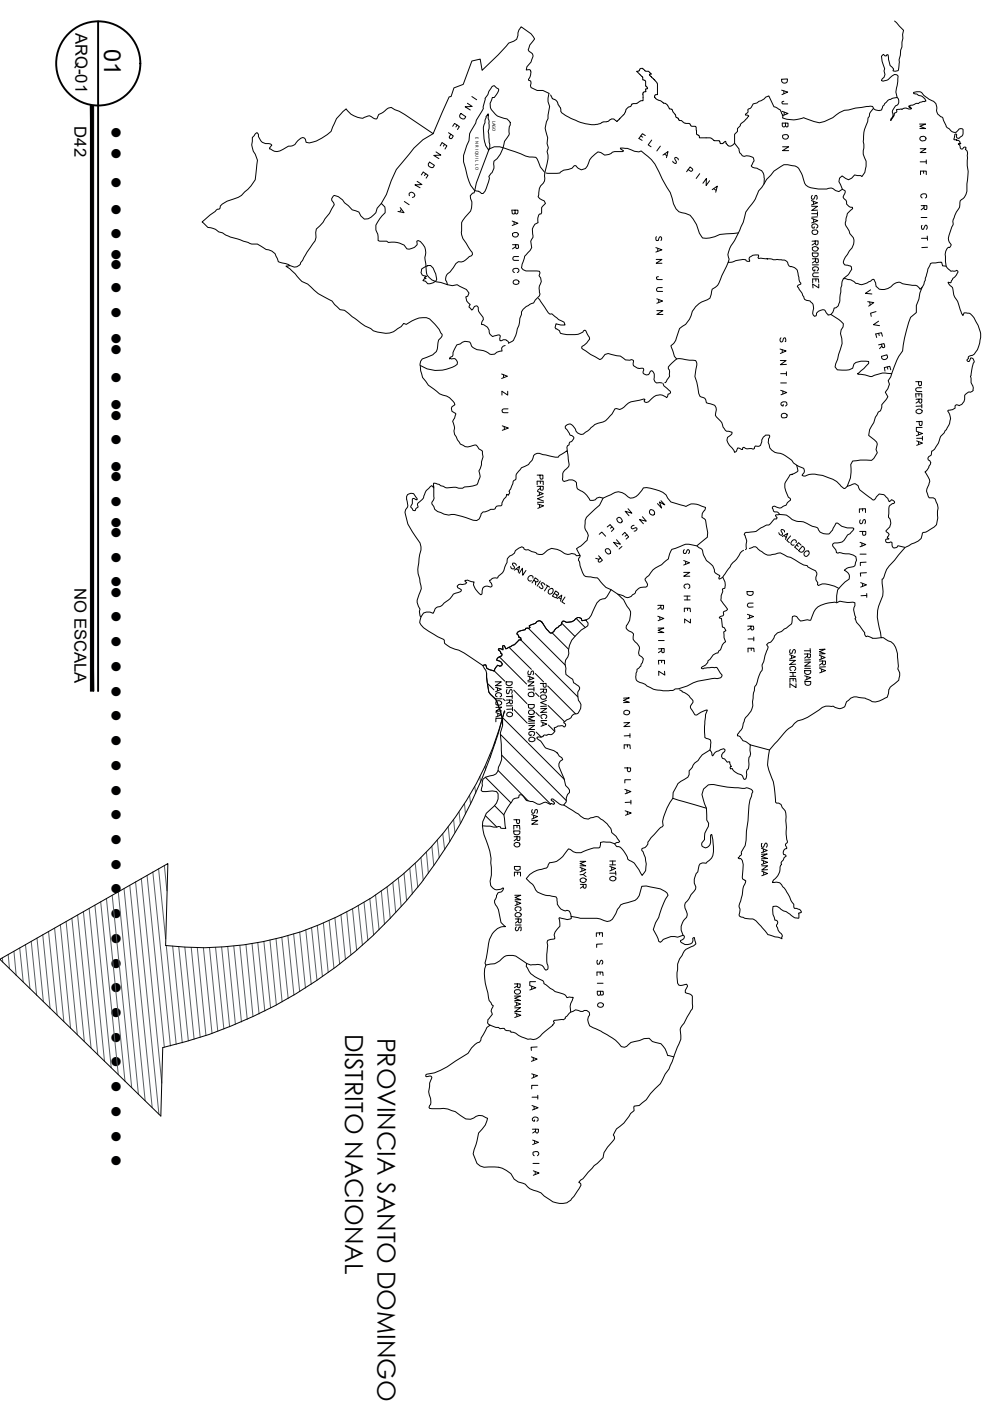 MONTE CRISTI
DAJABON
SANTIAGO RODRIGUEZ
VALVERDE
PUERTO PLATA
ELIAS PINA
SAN JUAN
SANTIAGO
ESPAILLAT
SALCEDO
MARIA
TRINIDAD
SANCHEZ
DUARTE
SANCHEZ
RAMIREZ
MONSEÑOR
NOEL
SAMANA
INDEPENDENCIA
LAGO
ENRIQUILLO
BAORUCO
AZUA
PERAVIA
SAN CRISTOBAL
PROVINCIA
SANTO DOMINGO
DISTRITO
NACIONAL
MONTE PLATA
SAN
PEDRO DE MACORIS
HATO
MAYOR
EL SEIBO
LA
ROMANA
LA ALTAGRACIA
PROVINCIA SANTO DOMINGO
DISTRITO NACIONAL
01
ARQ-01
D42
NO ESCALA